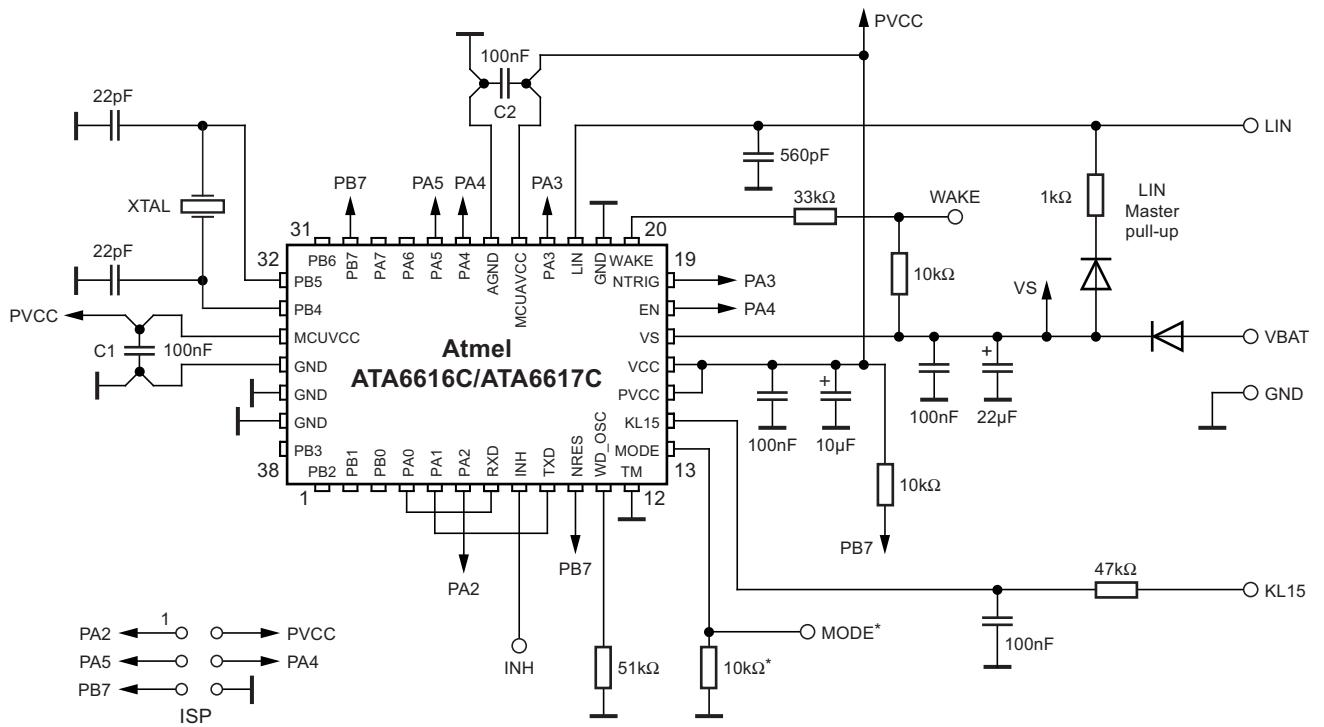 PVCC
100nF
C2
22pF
LIN
560pF
PB7
PA5
PA4
PA3
33kΩ
WAKE
1kΩ
LIN
Master
pull-up
XTAL
31
20
22pF
32
PB6
PB7
PA7
PA6
PA5
PA4
AGND
MCUAVCC
PA3
LIN
GND
WAKE
19
10kΩ
PB5
NTRIG
PA3
VS
PB4
EN
PA4
PVCC
MCUVCC
VS
VBAT
C1
100nF
Atmel
ATA6616C/ATA6617C
GND
VCC
+
+
GND
PVCC
GND
100nF
22µF
GND
KL15
100nF
10µF
PB3
MODE
38
PB2
PB1
PB0
PA0
PA1
PA2
RXD
INH
TXD
NRES
WD_OSC
TM
13
1
12
10kΩ
PB7
PA2
PB7
47kΩ
KL15
1
PA2
PVCC
MODE*
100nF
PA5
PA4
INH
51kΩ
10kΩ*
PB7
ISP